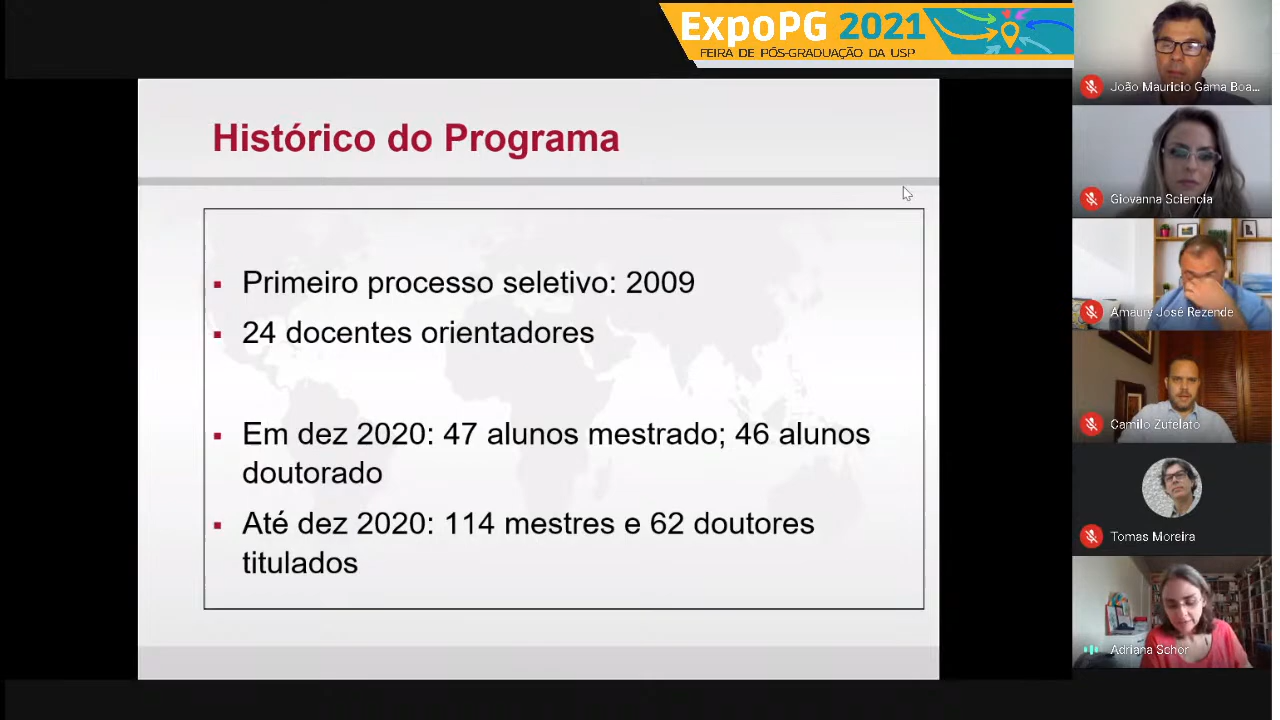 ExpoPG 2021
FEIRA DE PÓS-GRADUAÇÃO DA USP
Histórico do Programa
Primeiro processo seletivo: 2009
24 docentes orientadores
Em dez 2020: 47 alunos mestrado; 46 alunos
doutorado
Até dez 2020: 114 mestres e 62 doutores
titulados
João Mauricio Gama Boa...
Giovanna Sciencia
Amaury José Rezende
Camilo Zufelato
Tomas Moreira
Adriana Schor